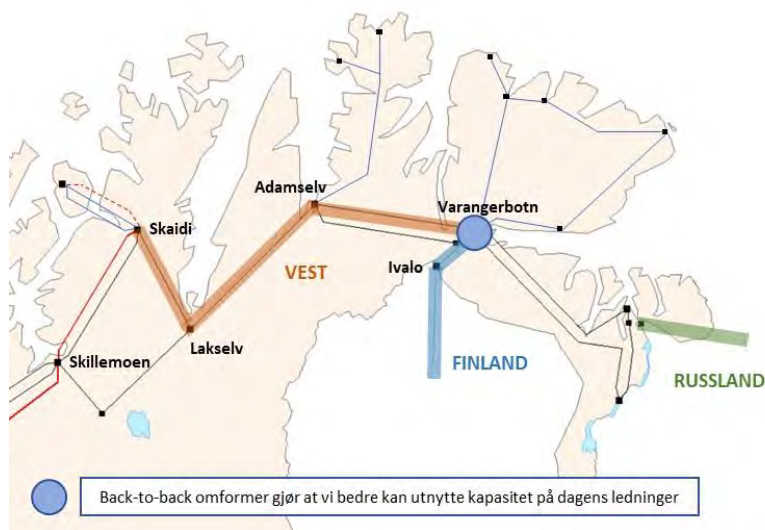 Adamselv
Varangerbotn
Skaidi
VEST
Ivalo
Lakselv
Skillemoen
FINLAND
RUSSLAND
Back-to-back omformer gjør at vi bedre kan utnytte kapasitet på dagens ledninger